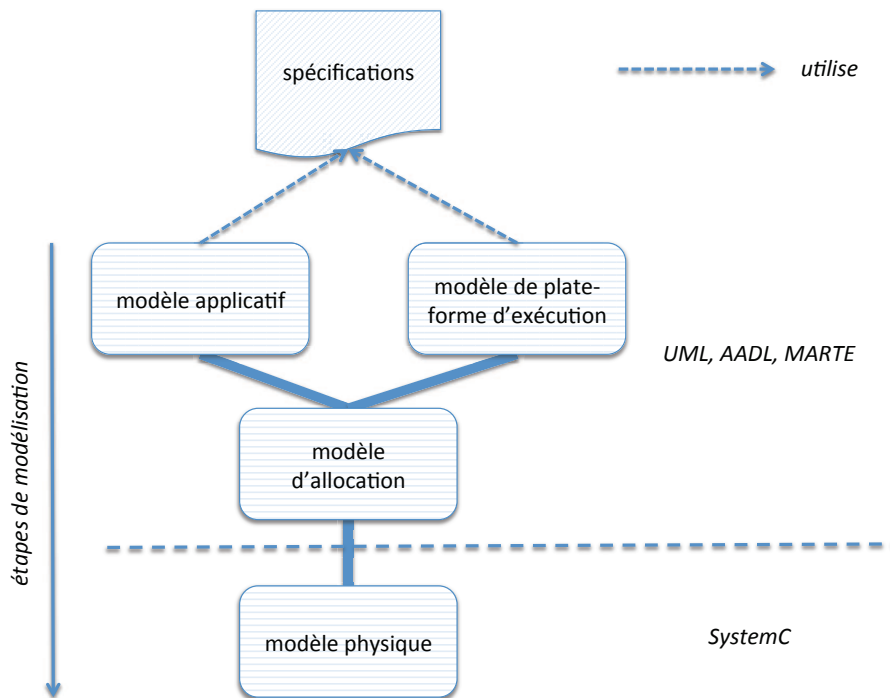 spécifications
utilise
modèle applicatif
modèle de plate-
forme d'exécution
UML, AADL, MARTE
étapes de modélisation
modèle
d'allocation
modèle physique
SystemC